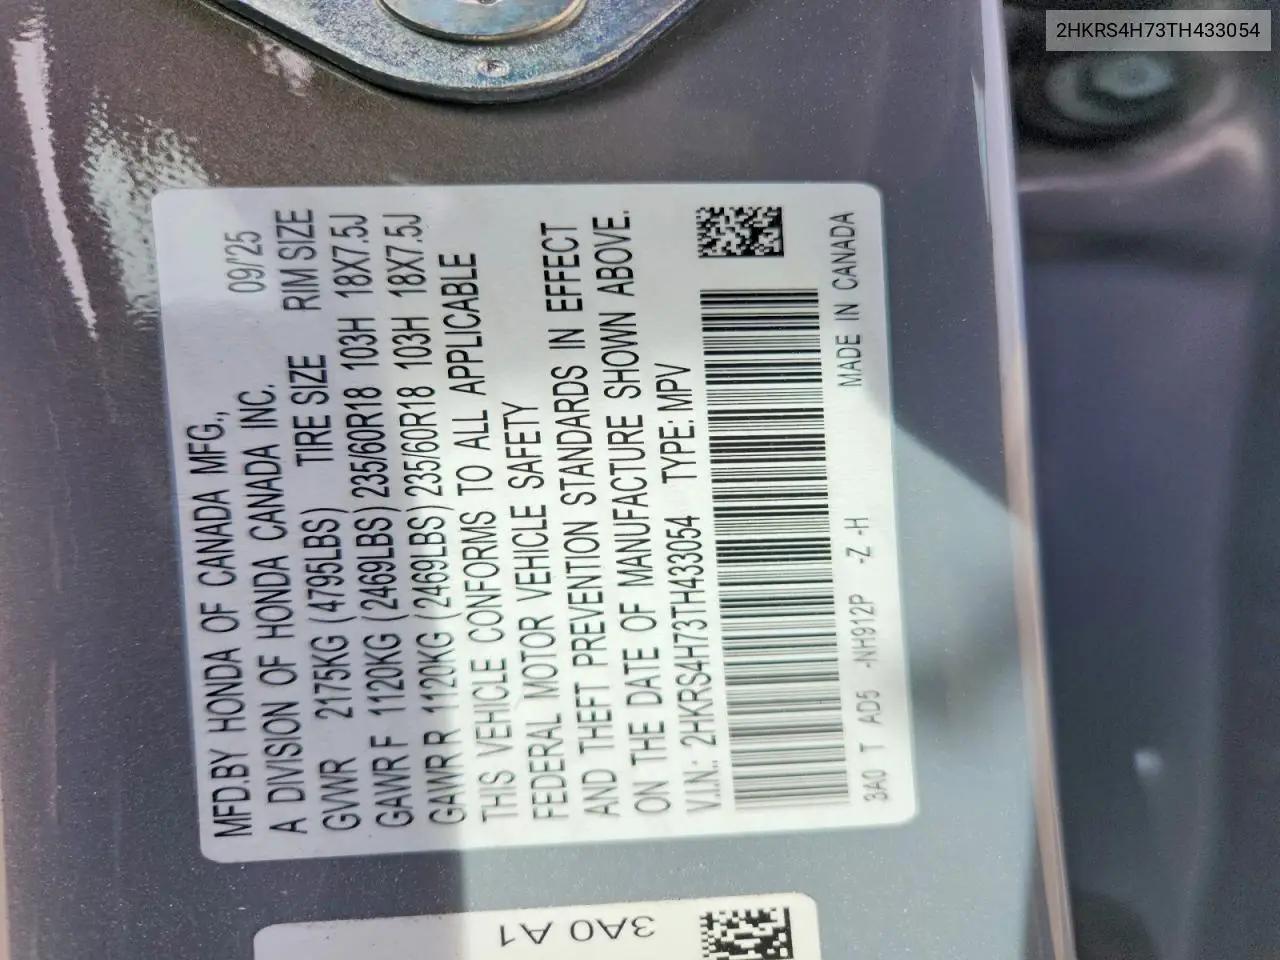 2HKRS4H73TH433054
MFD.BY HONDA OF CANADA MFG.,
A DIVISION OF HONDA CANADA INC. 09/25
GVWR 2175KG (4795LBS) TIRE SIZE RIM SIZE
GAWR F 1120KG (2469LBS) 235/60R18 103H 18X7.5J
GAWR R 1120KG (2469LBS) 235/60R18 103H 18X7.5J
THIS VEHICLE CONFORMS TO ALL APPLICABLE
FEDERAL MOTOR VEHICLE SAFETY
AND THEFT PREVENTION STANDARDS IN EFFECT
ON THE DATE OF MANUFACTURE SHOWN ABOVE.
V.I.N.: 2HKRS4H73TH433054 TYPE: MPV
3A0 T AD5 -NH912P -Z -H MADE IN CANADA
3A0 A1